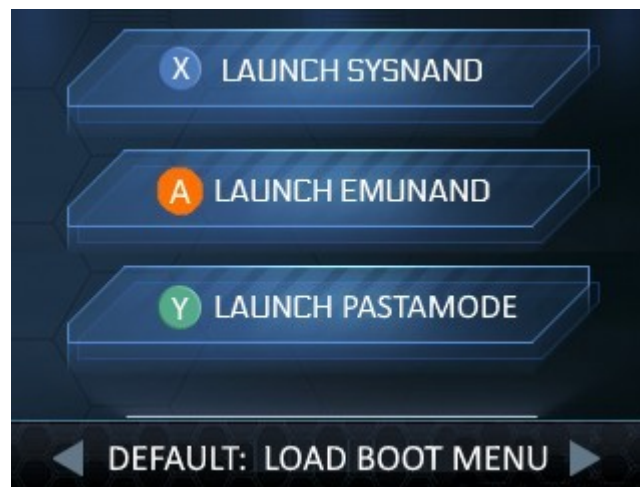 X LAUNCH SYSNAND
A LAUNCH EMUNAND
Y LAUNCH PASTAMODE
DEFAULT: LOAD BOOT MENU